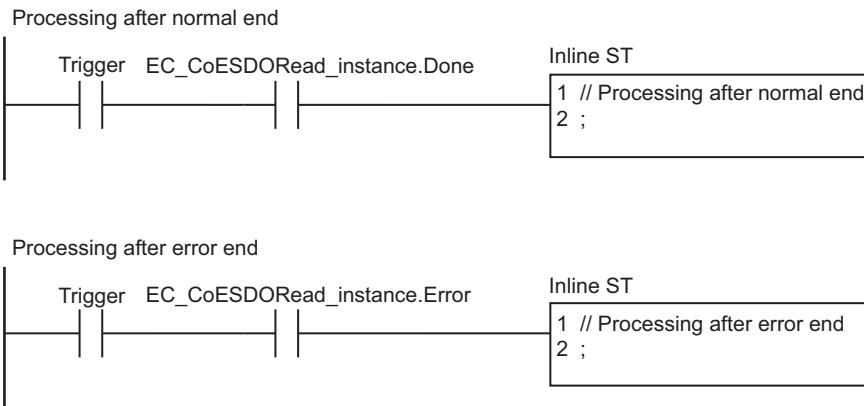 Processing after normal end
Trigger EC_CoESDORead_instance.Done
Inline ST
1 // Processing after normal end
2 ;
Processing after error end
Trigger EC_CoESDORead_instance.Error
Inline ST
1 // Processing after error end
2 ;